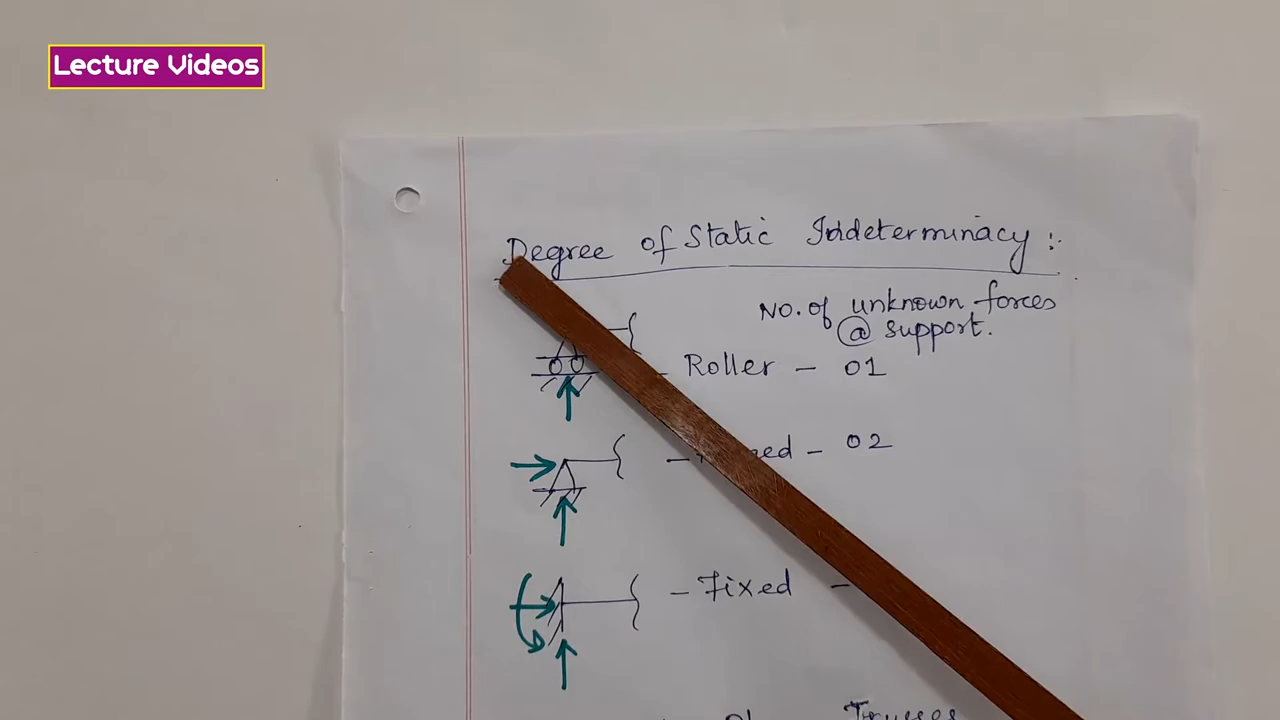 Lecture Videos
Degree of Static Indeterminacy :-
No. of unknown forces
@ support.
- Roller - 01
- 02
- Fixed -
Trusses